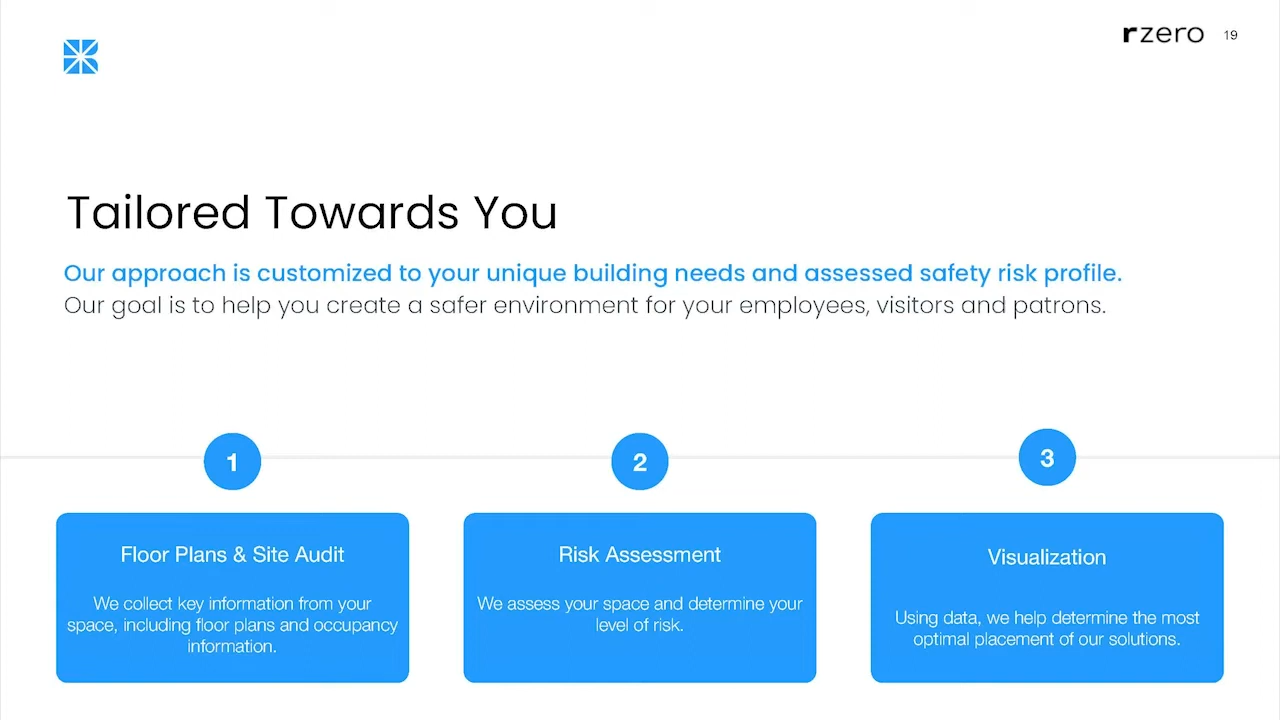 rzero 19
Tailored Towards You
Our approach is customized to your unique building needs and assessed safety risk profile.
Our goal is to help you create a safer environment for your employees, visitors and patrons.
1
Floor Plans & Site Audit
We collect key information from your
space, including floor plans and occupancy
information.
2
Risk Assessment
We assess your space and determine your
level of risk.
3
Visualization
Using data, we help determine the most
optimal placement of our solutions.